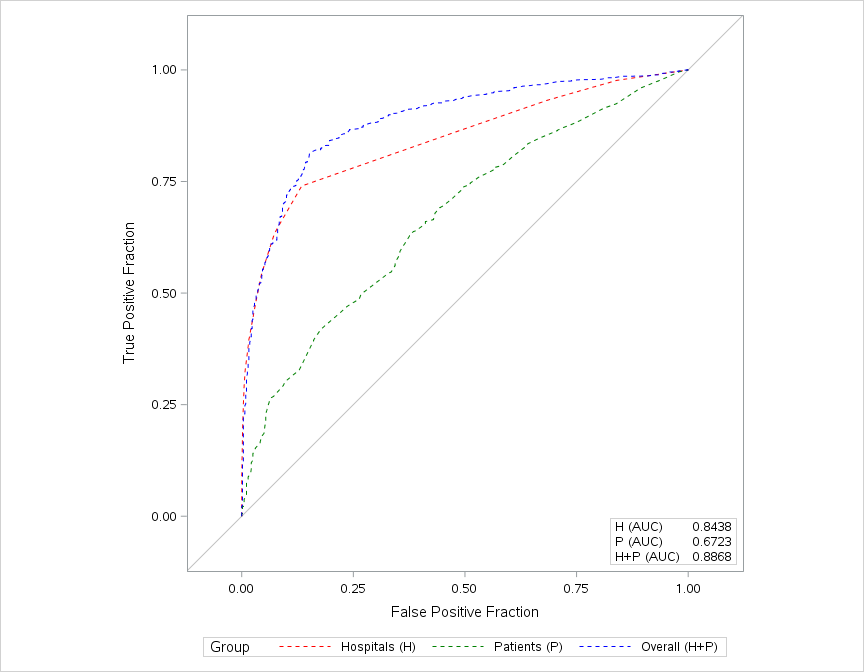 1.00
0.75
0.50
0.25
0.00
True Positive Fraction
H (AUC) 0.8438
P (AUC) 0.6723
H+P (AUC) 0.8868
0.00 0.25 0.50 0.75 1.00
False Positive Fraction
Group Hospitals (H) Patients (P) Overall (H+P)